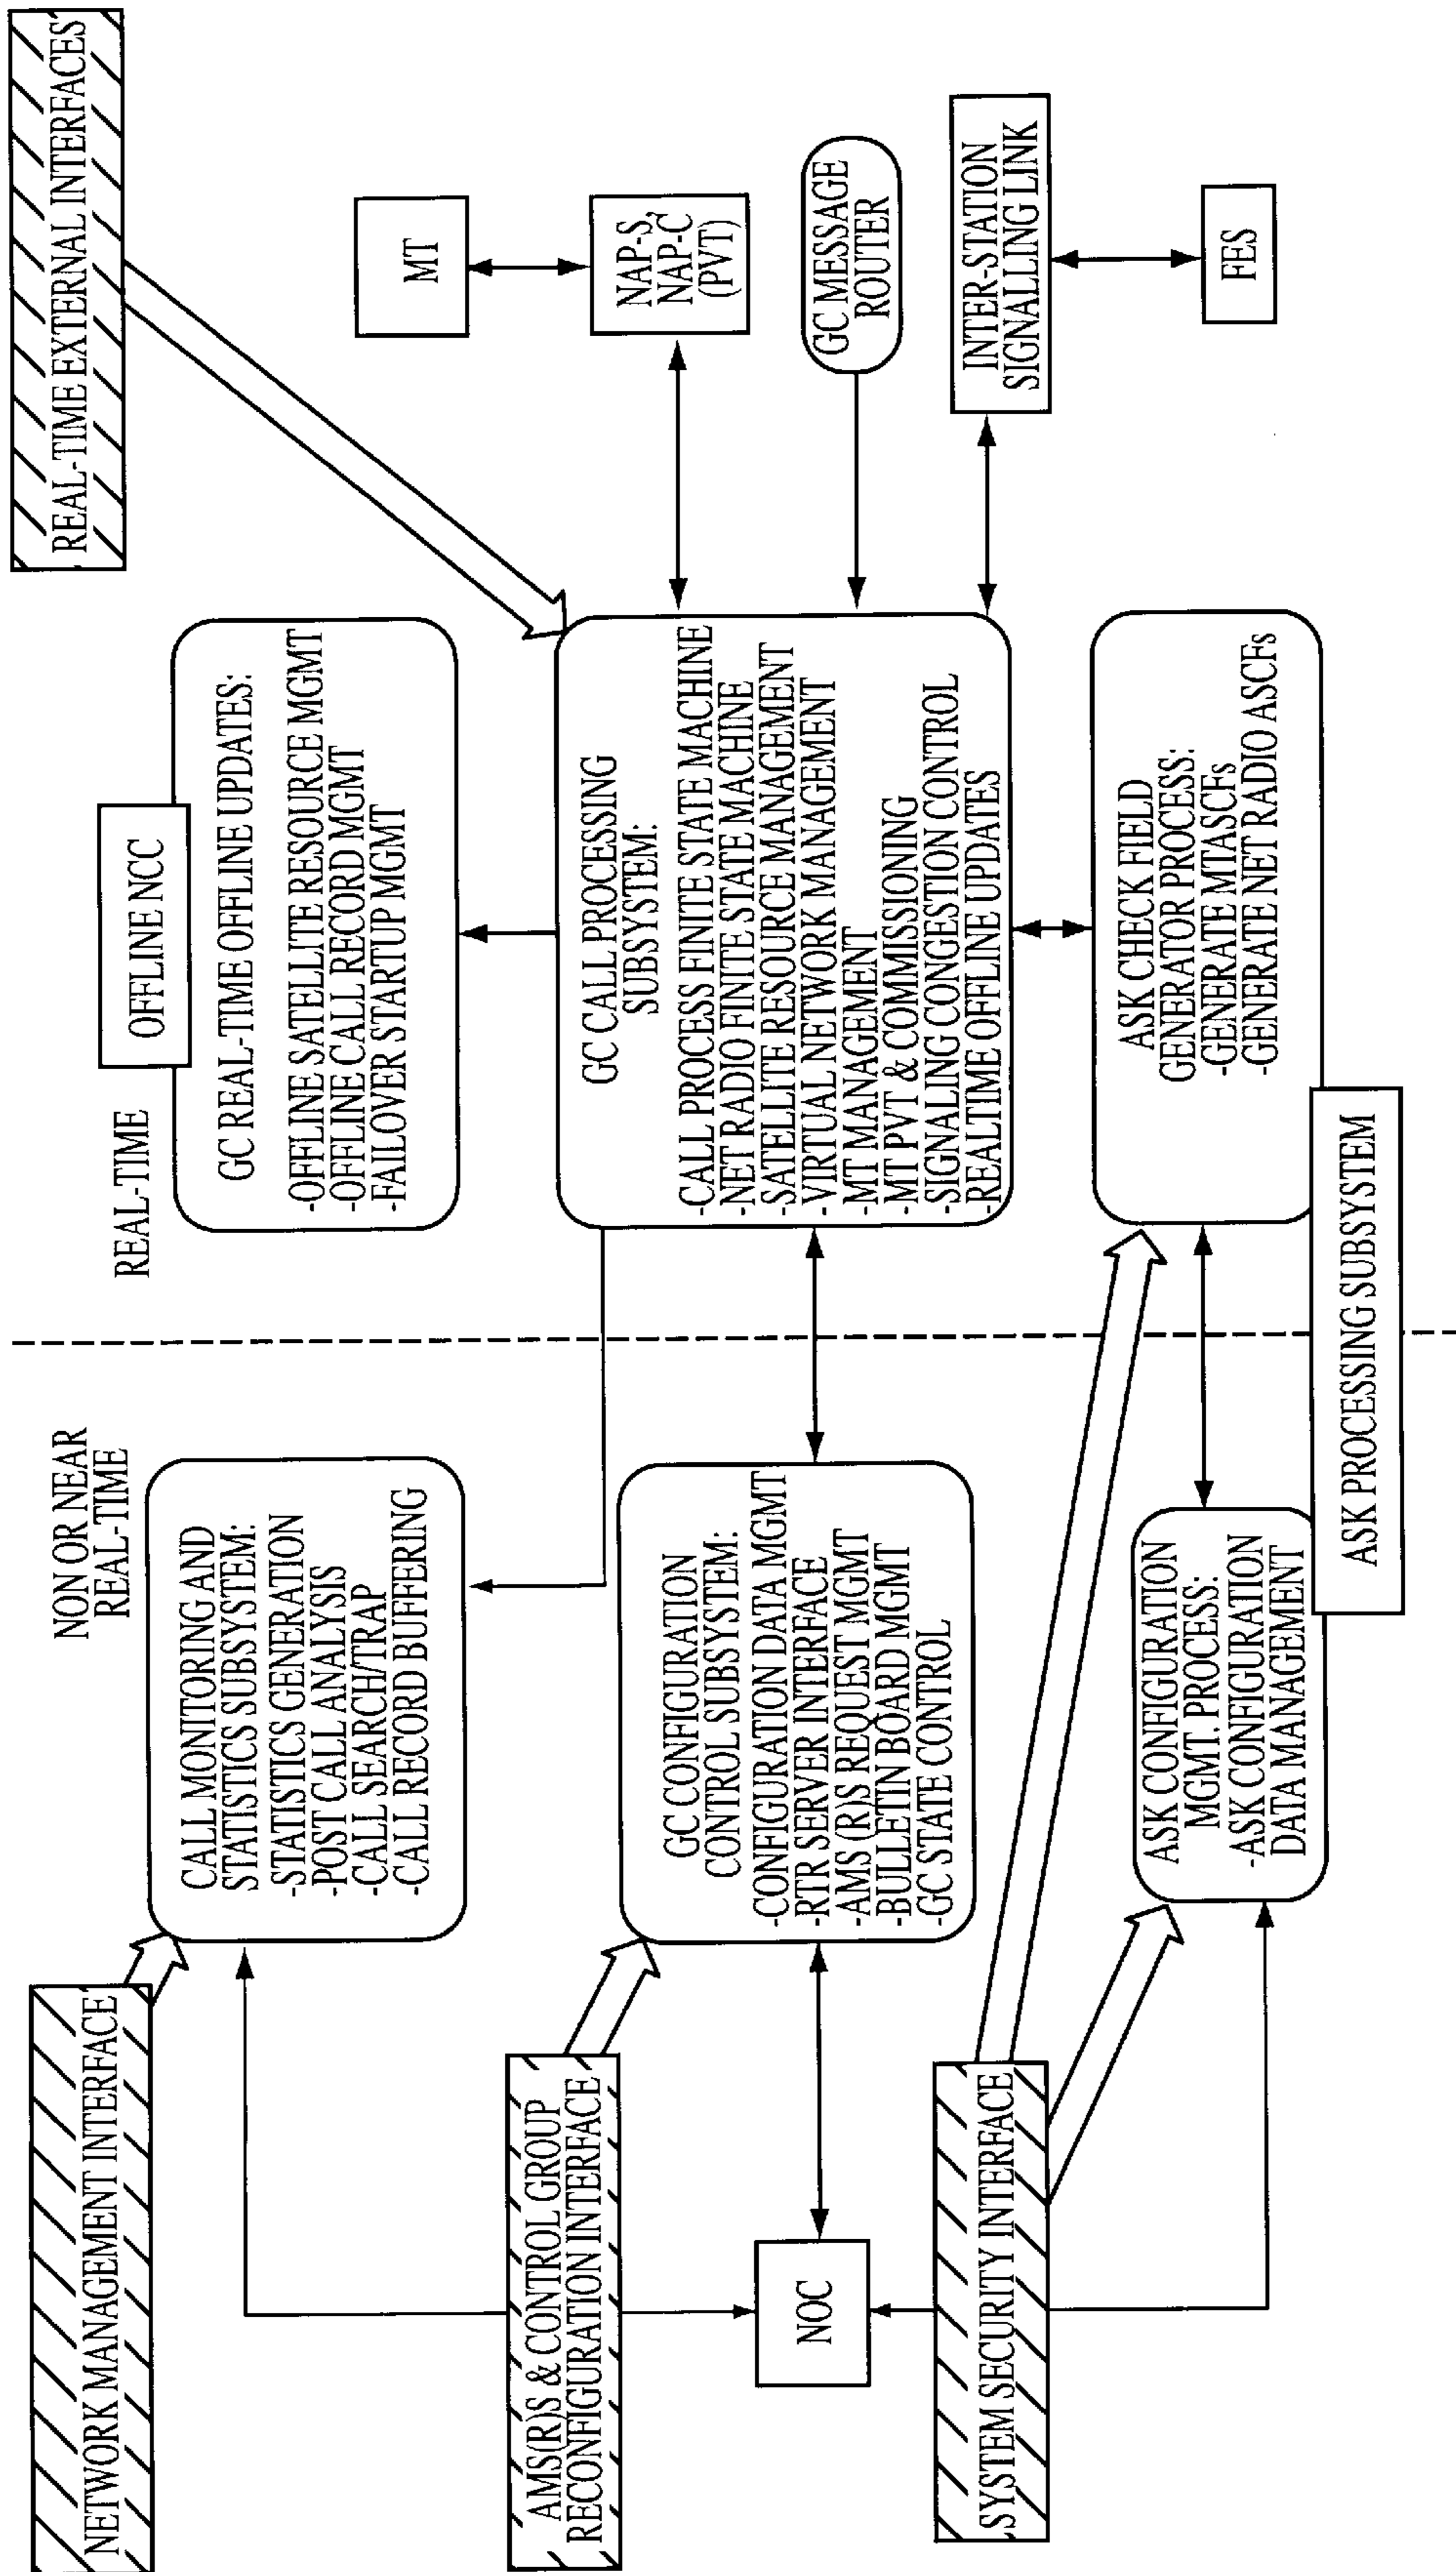 NETWORK MANAGEMENT INTERFACE
NON OR NEAR
REAL-TIME
REAL-TIME
REAL-TIME EXTERNAL INTERFACES
CALL MONITORING AND
STATISTICS SUBSYSTEM:
-STATISTICS GENERATION
-POST CALL ANALYSIS
-CALL SEARCH/TRAP
-CALL RECORD BUFFERING
OFFLINE NCC
GC REAL-TIME OFFLINE UPDATES:
-OFFLINE SATELLITE RESOURCE MGMT
-OFFLINE CALL RECORD MGMT
-FAILOVER STARTUP MGMT
MT
AMS(R)S & CONTROL GROUP
RECONFIGURATION INTERFACE
GC CONFIGURATION
CONTROL SUBSYSTEM:
-CONFIGURATION DATA MGMT
-RTR SERVER INTERFACE
-AMS (R)S REQUEST MGMT
-BULLETIN BOARD MGMT
-GC STATE CONTROL
GC CALL PROCESSING
SUBSYSTEM:
-CALL PROCESS FINITE STATE MACHINE
-NET RADIO FINITE STATE MACHINE
-SATELLITE RESOURCE MANAGEMENT
-VIRTUAL NETWORK MANAGEMENT
-MT MANAGEMENT
-MT PVT & COMMISSIONING
-SIGNALING CONGESTION CONTROL
-REALTIME OFFLINE UPDATES
NAP-S,
NAP-C
(PVT)
GC MESSAGE
ROUTER
NOC
INTER-STATION
SIGNALLING LINK
SYSTEM SECURITY INTERFACE
ASK CONFIGURATION
MGMT. PROCESS:
-ASK CONFIGURATION
DATA MANAGEMENT
ASK CHECK FIELD
GENERATOR PROCESS:
-GENERATE MTASCFs
-GENERATE NET RADIO ASCFs
FES
ASK PROCESSING SUBSYSTEM